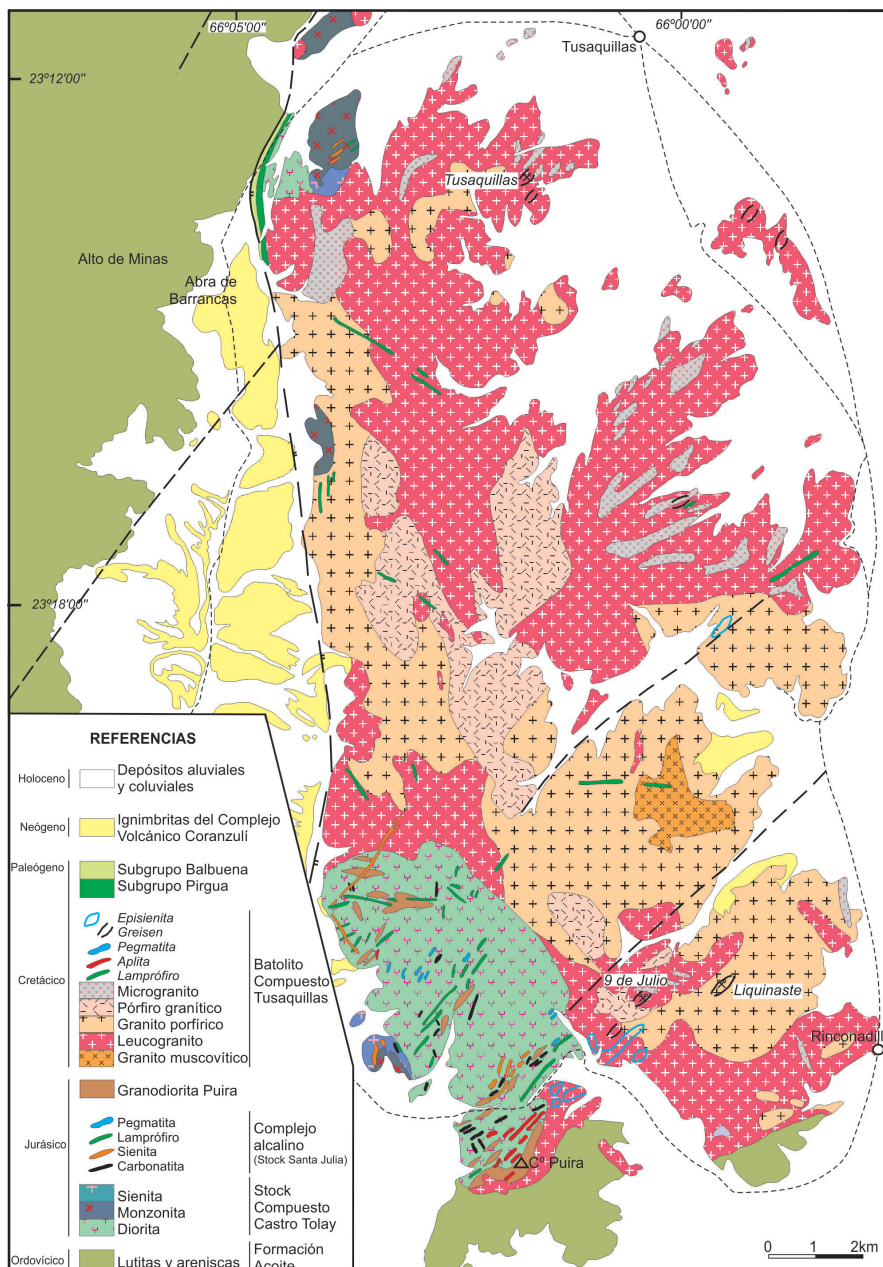 66º05'00"
66º00'00"
Tusaquillas
23º12'00"
Tusaquillas
Alto de Minas
Abra de
Barrancas
23º18'00"
9 de Julio
Liquinaste
Rinconadill
Cº Puira
0 1 2km
REFERENCIAS
Holoceno
Depósitos aluviales
y coluviales
Neógeno
Ignimbritas del Complejo
Volcánico Coranzulí
Paleógeno
Subgrupo Balbuena
Subgrupo Pirgua
Cretácico
Episienita
Greisen
Pegmatita
Aplita
Lamprófiro
Microgranito
Pórfiro granítico
Granito porfírico
Leucogranito
Granito muscovítico
Batolito
Compuesto
Tusaquillas
Jurásico
Granodiorita Puira
Pegmatita
Lamprófiro
Sienita
Carbonatita
Complejo
alcalino
(Stock Santa Julia)
Sienita
Monzonita
Diorita
Stock
Compuesto
Castro Tolay
Ordovícico
Lutitas y areniscas
Formación
Acoite